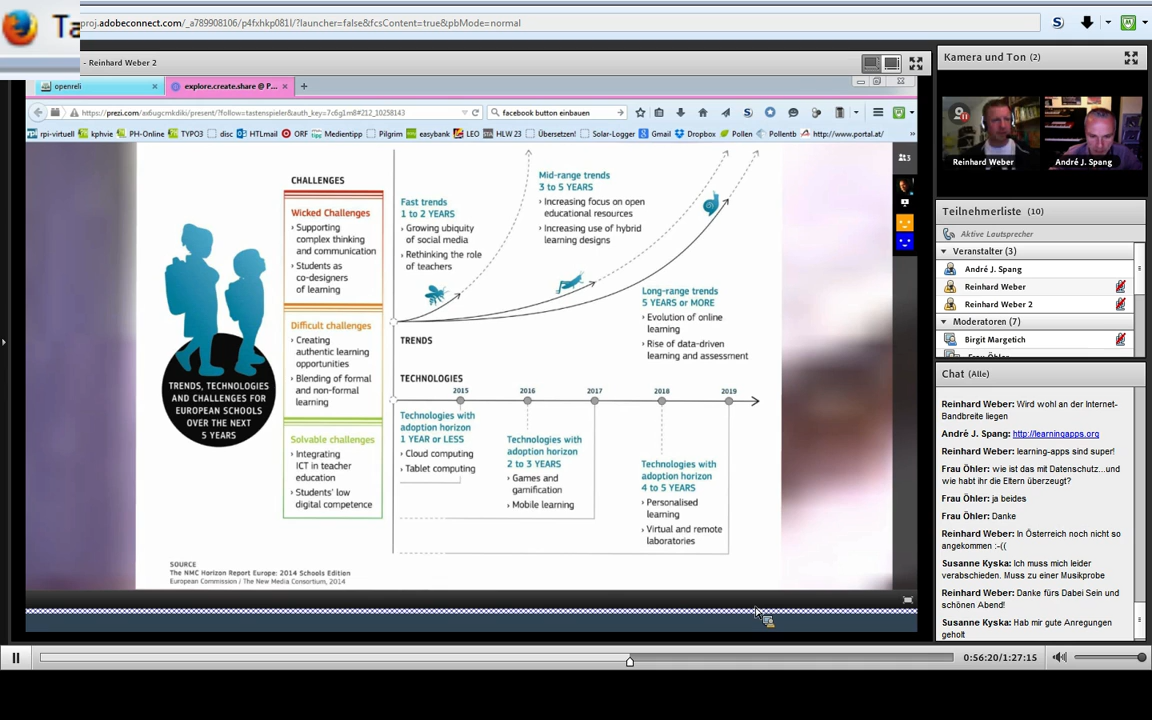 Ta
proj.adobeconnect.com/_a789908106/p4fxhkp081l/?launcher=false&fcsContent=true&pbMode=normal
- Reinhard Weber 2
openreli
explore.create.share @ P...
https://prezi.com/ax6ugcmkdiki/present/?follow=tastenspieler&auth_key=7c6g1m8#212_10258143
facebook button einbauen
rpi-virtuell
kphvie
PH-Online
TYPO3
disc
HTLmail
ORF
Medientipp
Pilgrim
easybank
LEO
HLW 23
Übersetzen!
Solar-Logger
Gmail
Dropbox
Pollen
Pollentb
http://www.portal.at/
TRENDS, TECHNOLOGIES
AND CHALLENGES FOR
EUROPEAN SCHOOLS
OVER THE NEXT
5 YEARS
CHALLENGES
Wicked Challenges
› Supporting
complex thinking
and communication
› Students as
co-designers
of learning
Difficult challenges
› Creating
authentic learning
opportunities
› Blending of formal
and non-formal
learning
Solvable challenges
› Integrating
ICT in teacher
education
› Students' low
digital competence
Fast trends
1 to 2 YEARS
› Growing ubiquity
of social media
› Rethinking the role
of teachers
Mid-range trends
3 to 5 YEARS
› Increasing focus on open
educational resources
› Increasing use of hybrid
learning designs
Long-range trends
5 YEARS OR MORE
› Evolution of online
learning
› Rise of data-driven
learning and assessment
TRENDS
TECHNOLOGIES
2015
2016
2017
2018
2019
Technologies with
adoption horizon
1 YEAR or LESS
› Cloud computing
› Tablet computing
Technologies with
adoption horizon
2 to 3 YEARS
› Games and
gamification
› Mobile learning
Technologies with
adoption horizon
4 to 5 YEARS
› Personalised
learning
› Virtual and remote
laboratories
SOURCE
The NMC Horizon Report Europe: 2014 Schools Edition
European Commission / The New Media Consortium, 2014
3
Kamera und Ton (2)
Reinhard Weber
André J. Spang
Teilnehmerliste (10)
Aktive Lautsprecher
Veranstalter (3)
André J. Spang
Reinhard Weber
Reinhard Weber 2
Moderatoren (7)
Birgit Margetich
Frau Öhler
Chat (Alle)
Reinhard Weber: Wird wohl an der Internet-
Bandbreite liegen
André J. Spang: http://learningapps.org
Reinhard Weber: learning-apps sind super!
Frau Öhler: wie ist das mit Datenschutz...und
wie habt ihr die Eltern überzeugt?
Frau Öhler: ja beides
Frau Öhler: Danke
Reinhard Weber: In Österreich noch nicht so
angekommen :-((
Susanne Kyska: Ich muss mich leider
verabschieden. Muss zu einer Musikprobe
Reinhard Weber: Danke fürs Dabei Sein und
schönen Abend!
Susanne Kyska: Hab mir gute Anregungen
geholt
0:56:20/1:27:15